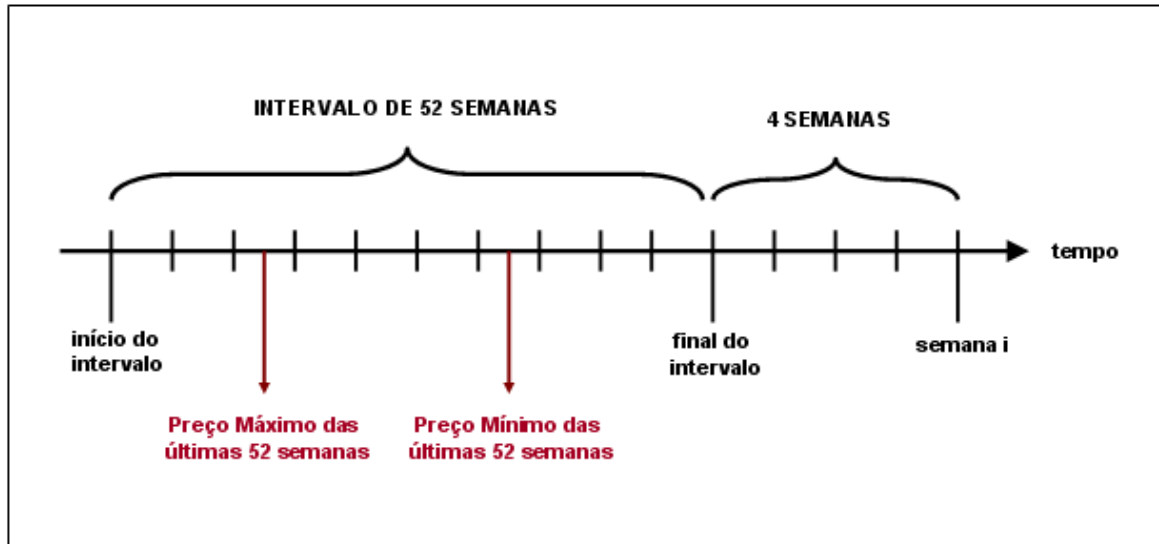 INTERVALO DE 52 SEMANAS
4 SEMANAS
tempo
início do
intervalo
final do
intervalo
semana i
Preço Máximo das
últimas 52 semanas
Preço Mínimo das
últimas 52 semanas